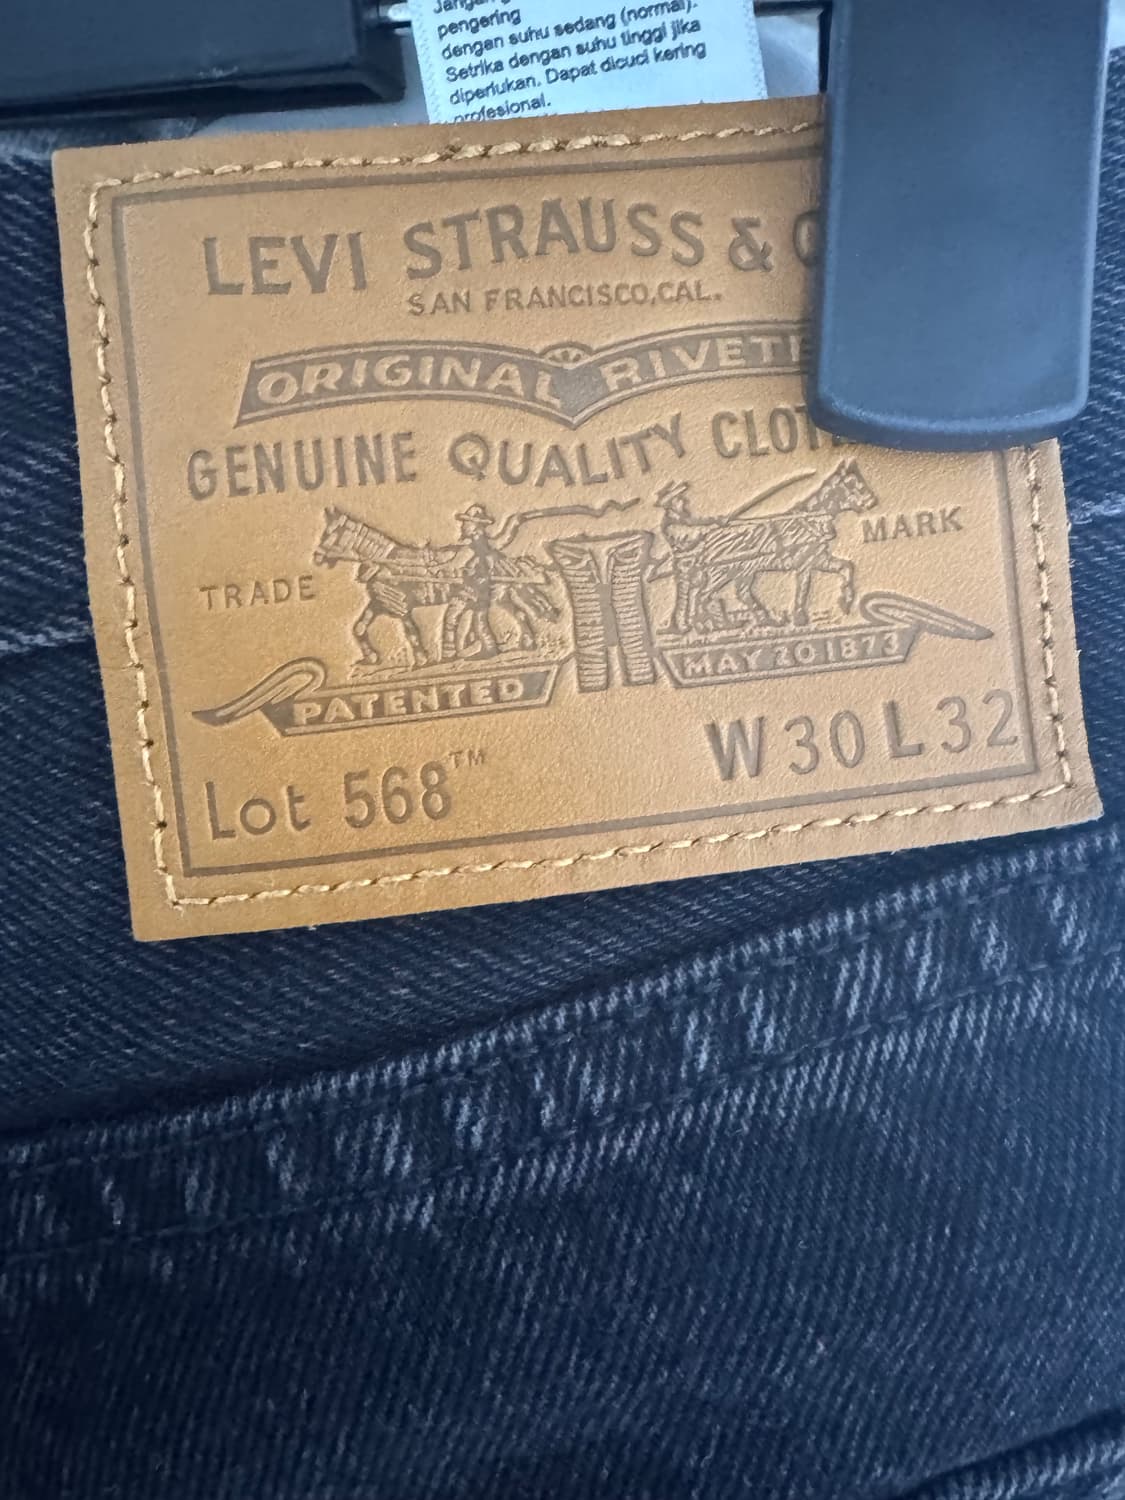 pengering
dengan suhu sedang (normal).
Setrika dengan suhu tinggi jika
diperlukan. Dapat dicuci kering
profesional.
LEVI STRAUSS &
SAN FRANCISCO, CAL.
ORIGINAL
GENUINE QUALITY
TRADE MARK
PATENTED MAY 20 1873
Lot 568™ W30 L32